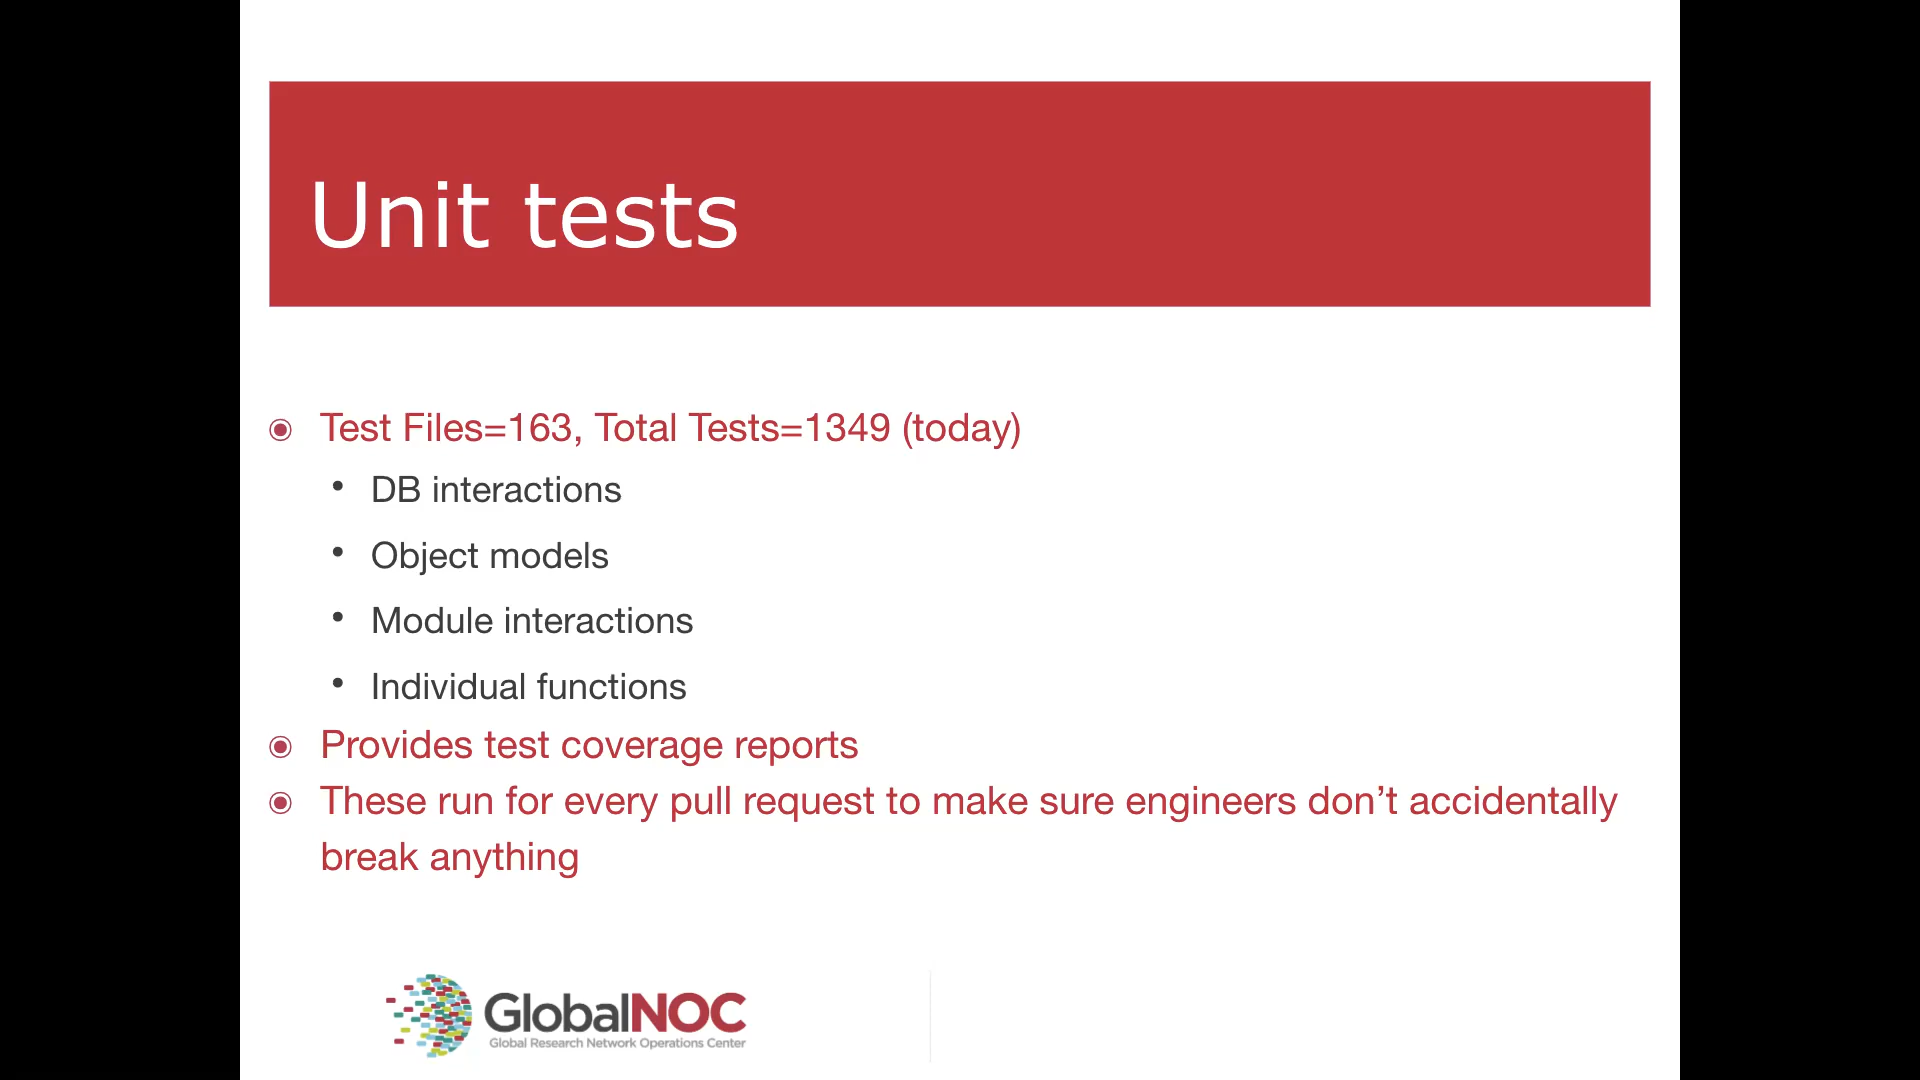 Unit tests
Test Files=163, Total Tests=1349 (today)
DB interactions
Object models
Module interactions
Individual functions
Provides test coverage reports
These run for every pull request to make sure engineers don’t accidentally
break anything
GlobalNOC
Global Research Network Operations Center